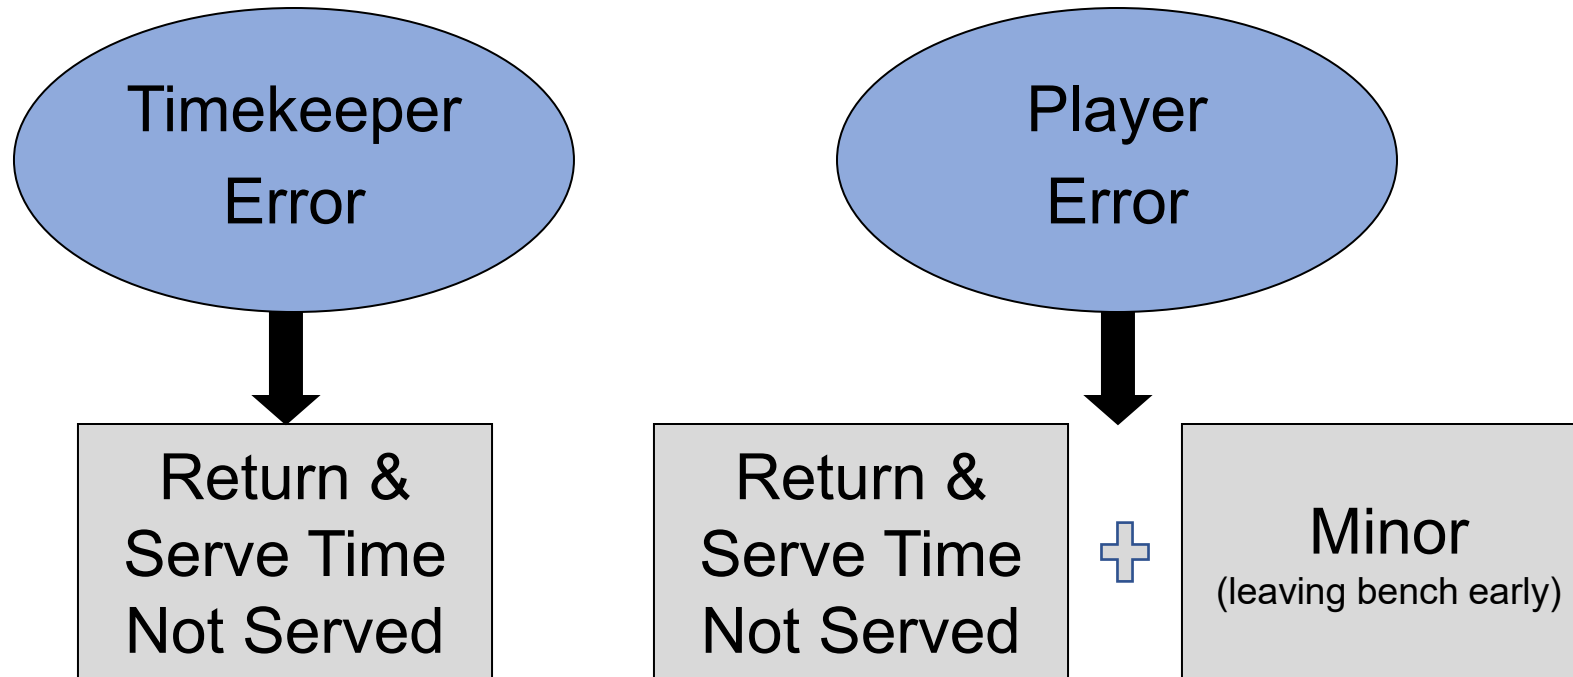 Timekeeper
Error
Player
Error
Return &
Serve Time
Not Served
Return &
Serve Time
Not Served
Minor
(leaving bench early)